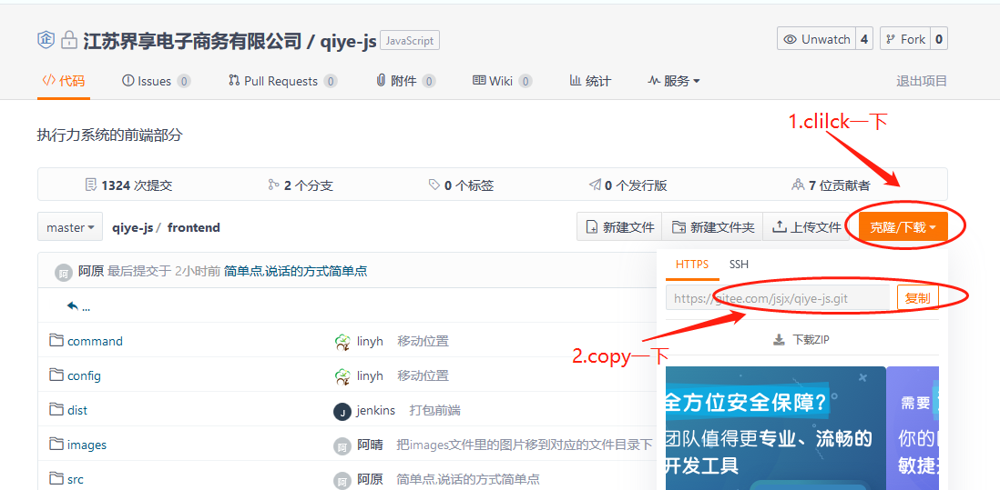 企 江苏界享电子商务有限公司 / qiye-js JavaScript Unwatch 4 Fork 0
</> 代码 Issues 0 Pull Requests 0 附件 0 Wiki 0 统计 服务 退出项目
1.clilck一下
执行力系统的前端部分
1324 次提交 2 个分支 0 个标签 0 个发行版 7 位贡献者
master qiye-js / frontend 新建文件 新建文件夹 上传文件 克隆/下载
阿 阿原 最后提交于 2小时前 简单点,说话的方式简单点
HTTPS SSH
https://gitee.com/jsjx/qiye-js.git 复制
...
下载ZIP
2.copy一下
command linyh 移动位置
config linyh 移动位置
dist J jenkins 打包前端
images 阿 阿晴 把images文件里的图片移到对应的文件目录下
src 阿 阿原 简单点,说话的方式简单点
全方位安全保障?
团队值得更专业、流畅的
开发工具
需要
你的
敏捷